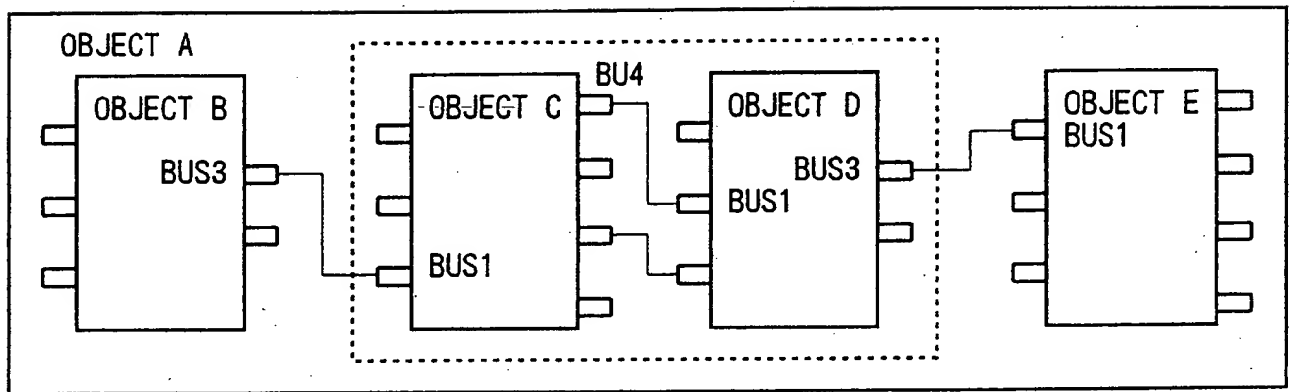 OBJECT A
OBJECT B
BUS3
BU4
OBJECT C
BUS1
OBJECT D
BUS3
BUS1
OBJECT E
BUS1